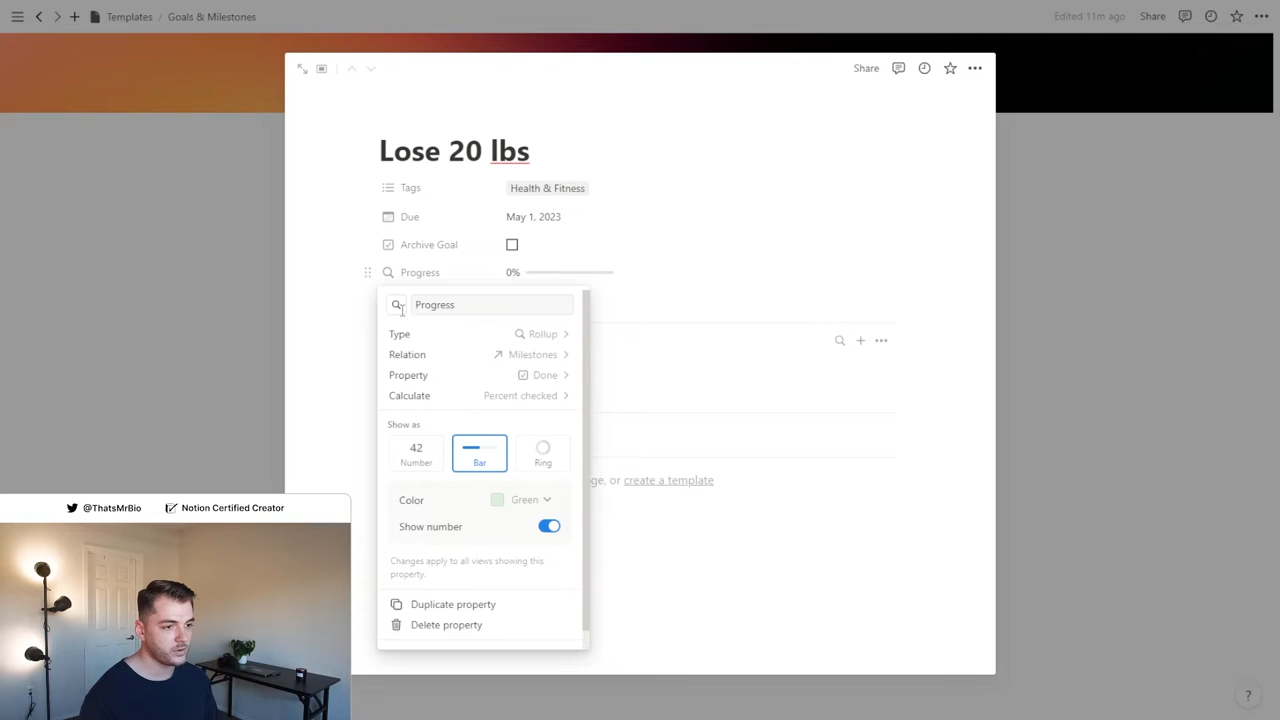 Templates / Goals & Milestones
Edited 11m ago
Share
Share
Lose 20 lbs
Tags Health & Fitness
Due May 1, 2023
Archive Goal
Progress 0%
Progress
Type Rollup
Relation Milestones
Property Done
Calculate Percent checked
Show as
42
Number Bar Ring
ge, or create a template
Color Green
Show number
Changes apply to all views showing this
property.
Duplicate property
Delete property
@ThatsMrBio Notion Certified Creator
?